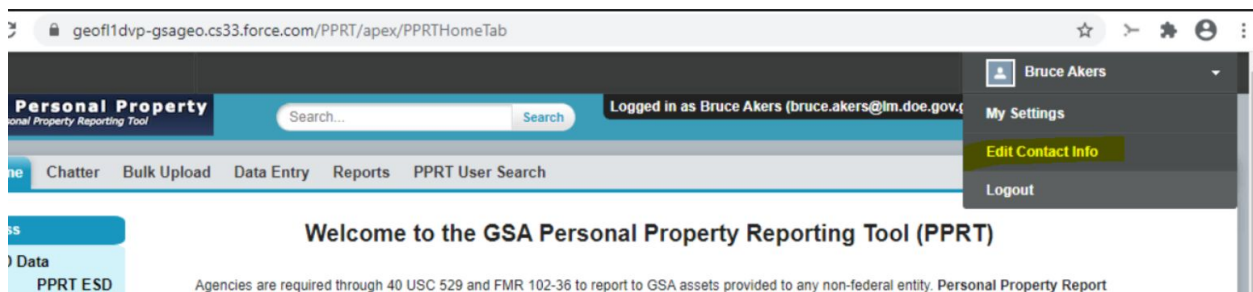 geofl1dvp-gsageo.cs33.force.com/PPRT/apex/PPRTHomeTab
Bruce Akers
Personal Property
Personal Property Reporting Tool
Search...
Search
Logged in as Bruce Akers (bruce.akers@lm.doe.gov.
My Settings
Edit Contact Info
Logout
Chatter Bulk Upload Data Entry Reports PPRT User Search
Welcome to the GSA Personal Property Reporting Tool (PPRT)
Data
PPRT ESD
Agencies are required through 40 USC 529 and FMR 102-36 to report to GSA assets provided to any non-federal entity. Personal Property Report